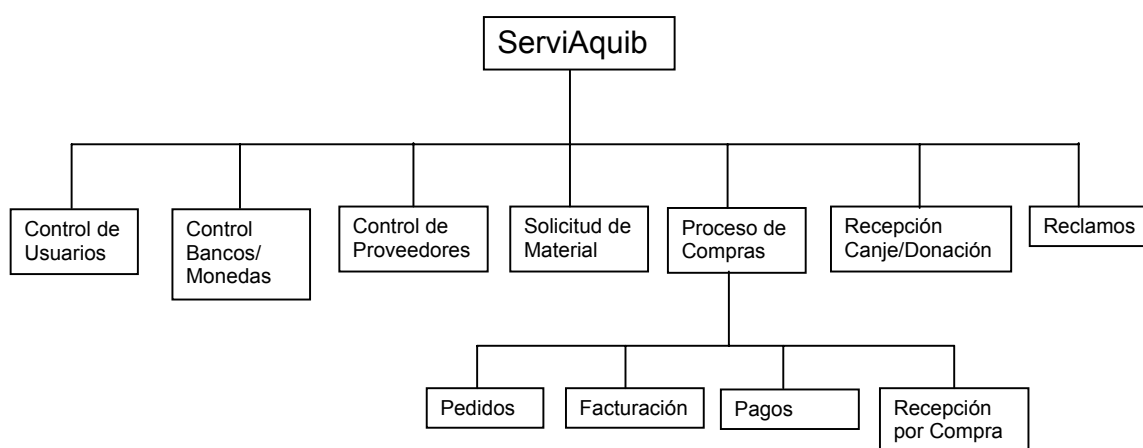 ServiAquib
Control de
Usuarios
Control
Bancos/
Monedas
Control de
Proveedores
Solicitud de
Material
Proceso de
Compras
Recepción
Canje/Donación
Reclamos
Pedidos
Facturación
Pagos
Recepción
por Compra